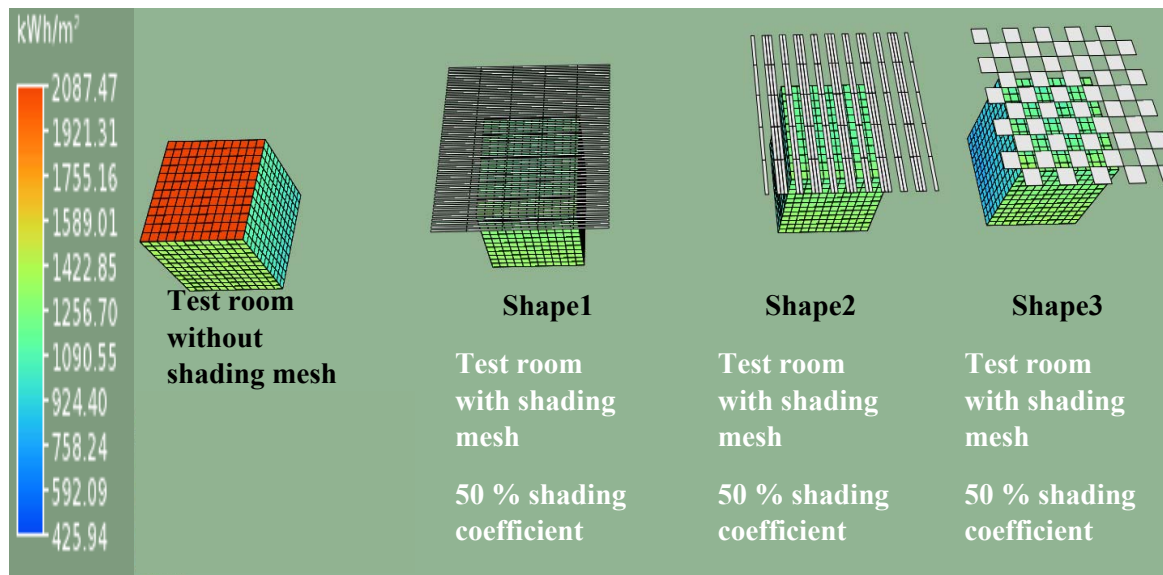 kWh/m²
2087.47
1921.31
1755.16
1589.01
1422.85
1256.70
1090.55
924.40
758.24
592.09
425.94
Test room
without
shading mesh
Shape1
Test room
with shading
mesh
50 % shading
coefficient
Shape2
Test room
with shading
mesh
50 % shading
coefficient
Shape3
Test room
with shading
mesh
50 % shading
coefficient